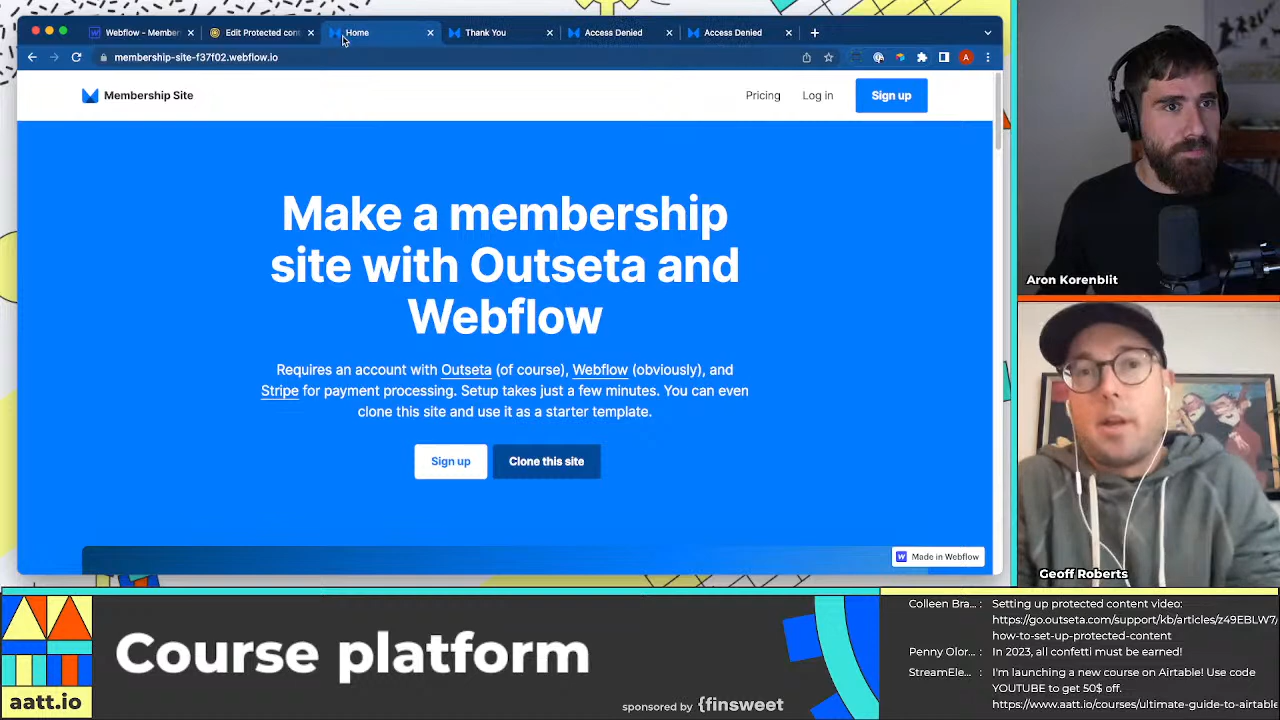 Webflow - Member
Edit Protected con
Home
Thank You
Access Denied
Access Denied
membership-site-f37f02.webflow.io
A
Membership Site
Pricing
Log in
Sign up
Make a membership
site with Outseta and
Webflow
Requires an account with Outseta (of course), Webflow (obviously), and
Stripe for payment processing. Setup takes just a few minutes. You can even
clone this site and use it as a starter template.
Sign up
Clone this site
Made in Webflow
Aron Korenblit
Geoff Roberts
aatt.io
Course platform
sponsored by {finsweet
Colleen Bra... : Setting up protected content video:
https://go.outseta.com/support/kb/articles/z49EBLW7/
how-to-set-up-protected-content
Penny Olor... : In 2023, all confetti must be earned!
StreamEle... : I'm launching a new course on Airtable! Use code
YOUTUBE to get 50$ off.
https://www.aatt.io/courses/ultimate-guide-to-airtable